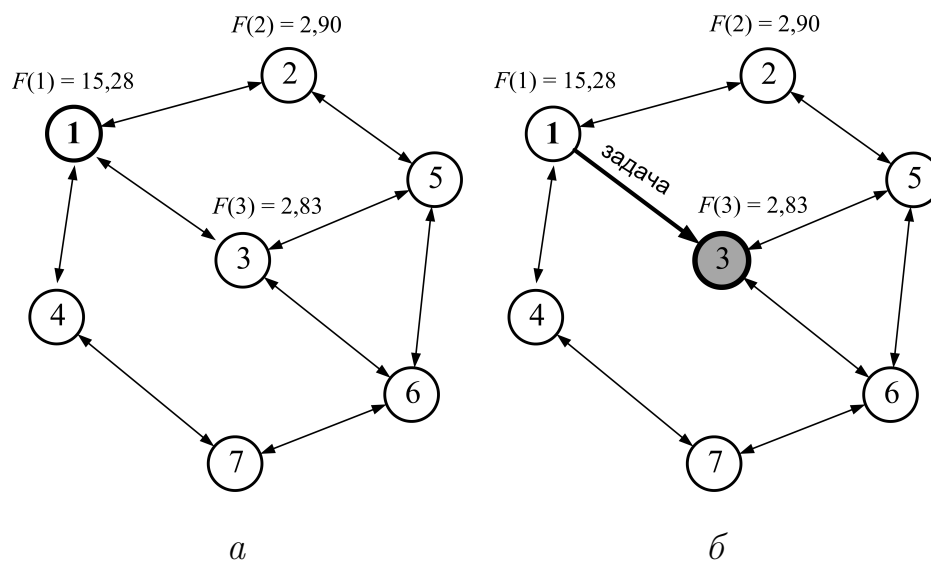 F(2) = 2,90
F(1) = 15,28
2
1
5
F(3) = 2,83
3
4
6
7
а
F(2) = 2,90
F(1) = 15,28
2
1
задача
5
F(3) = 2,83
3
4
6
7
б